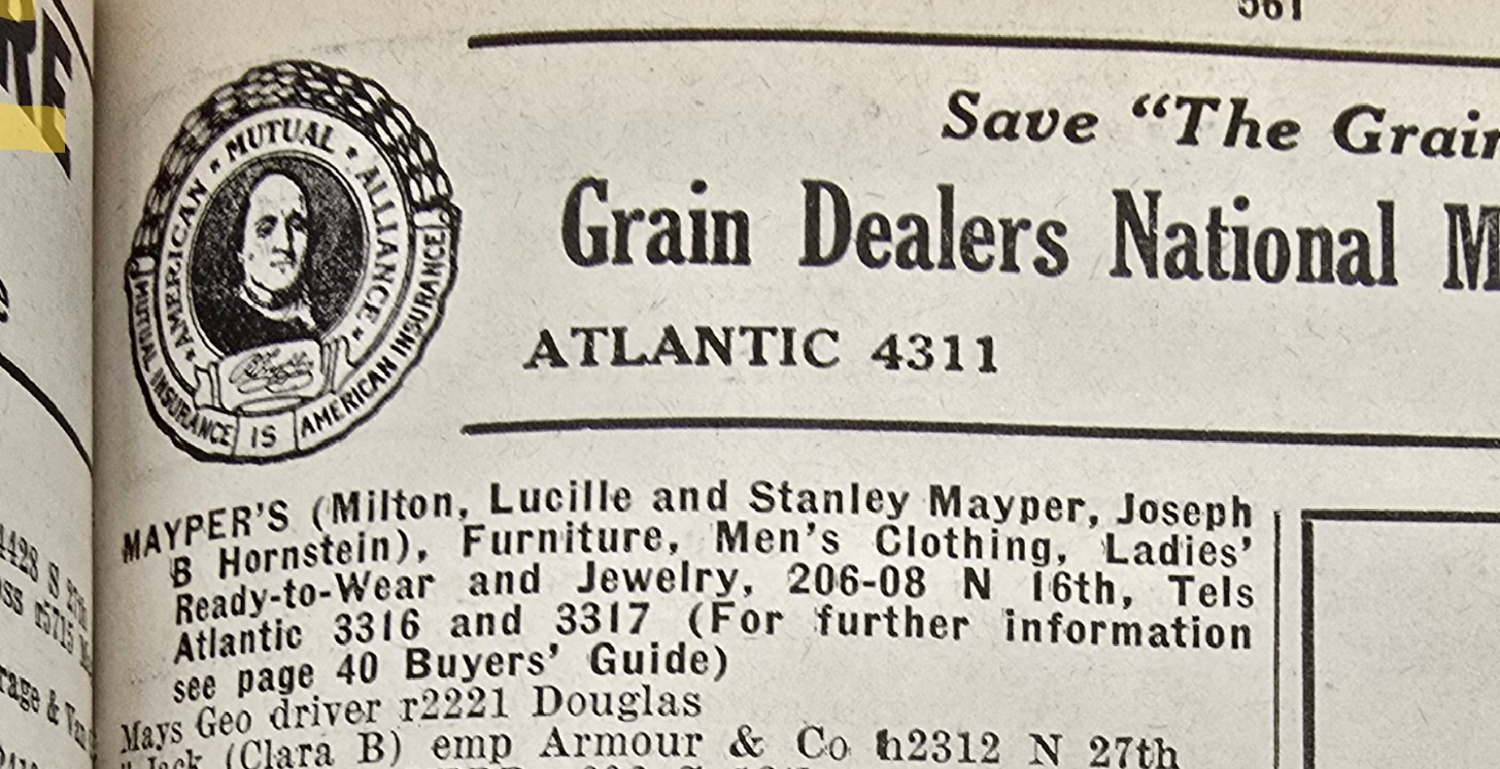 561
Save “The Grain
Grain Dealers National M
ATLANTIC 4311
AMERICAN * MUTUAL * ALLIANCE *
MUTUAL INSURANCE IS AMERICAN INSURANCE
MAYPER'S (Milton, Lucille and Stanley Mayper, Joseph
B Hornstein), Furniture, Men's Clothing, Ladies'
Ready-to-Wear and Jewelry, 206-08 N 16th, Tels
Atlantic 3316 and 3317 (For further information
see page 40 Buyers' Guide)
Mays Geo driver r2221 Douglas
" Jack (Clara B) emp Armour & Co h2312 N 27th